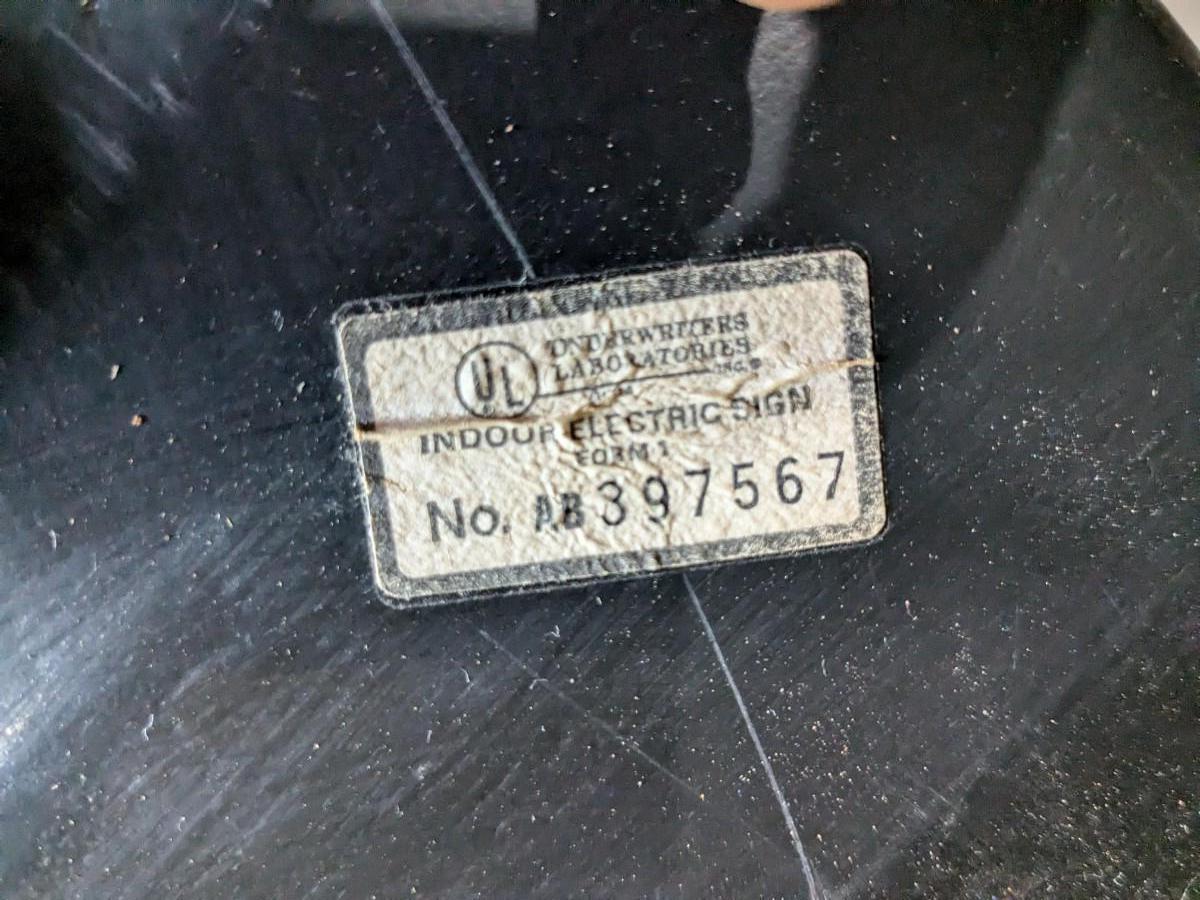 UL UNDERWRITERS
LABORATORIES
INC.®
INDOOR ELECTRIC SIGN
FORM 1
No. AB397567